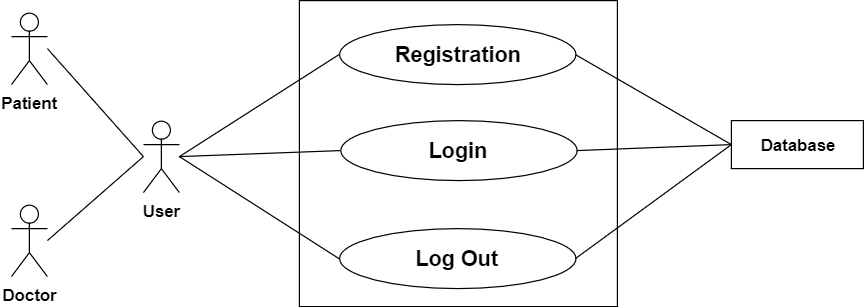 Patient
User
Doctor
Registration
Login
Log Out
Database